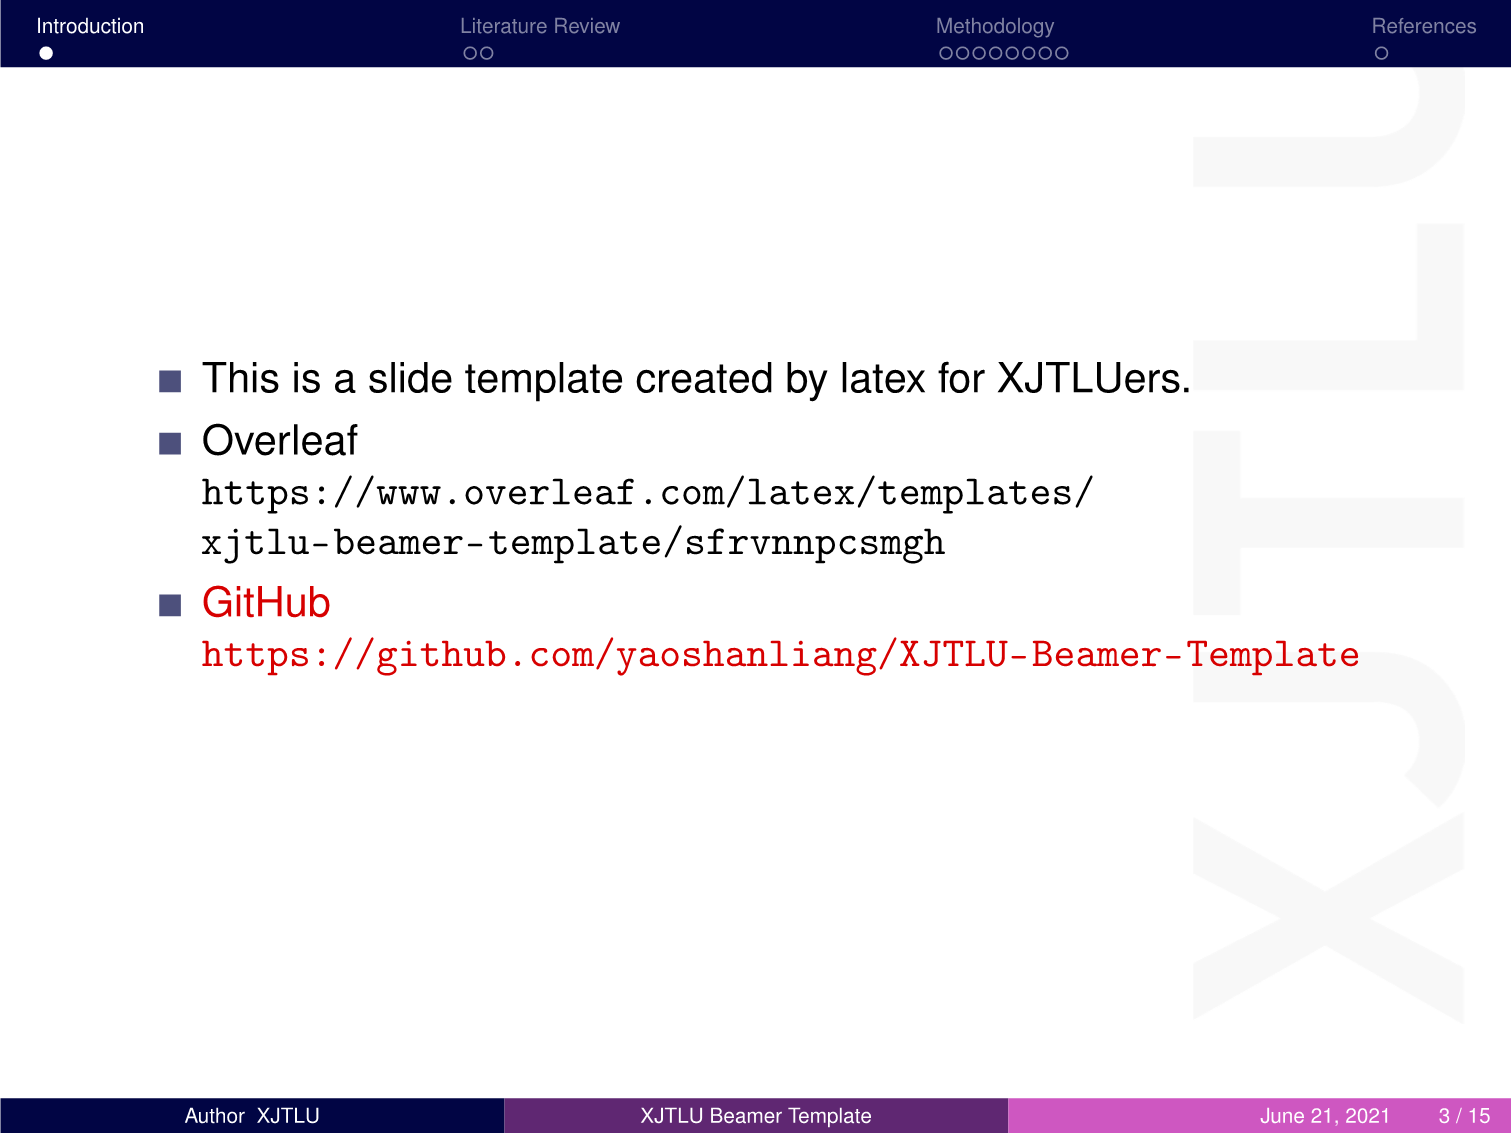 Introduction Literature Review Methodology References
This is a slide template created by latex for XJTLUers.
Overleaf
https://www.overleaf.com/latex/templates/
xjtlu-beamer-template/sfrvnnpcsmgh
GitHub
https://github.com/yaoshanliang/XJTLU-Beamer-Template
XJTLU
Author XJTLU XJTLU Beamer Template June 21, 2021 3 / 15